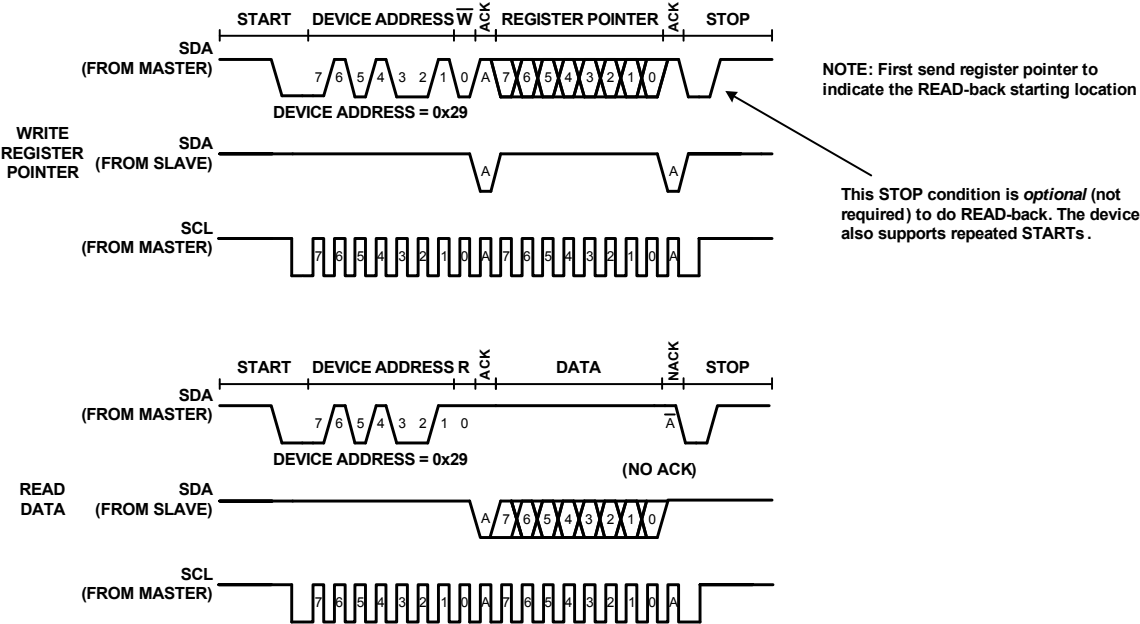 START DEVICE ADDRESS W̅ ACK REGISTER POINTER ACK STOP
SDA
(FROM MASTER)
7 6 5 4 3 2 1 0 A 7 6 5 4 3 2 1 0
DEVICE ADDRESS = 0x29
NOTE: First send register pointer to
indicate the READ-back starting location
WRITE
REGISTER
POINTER
SDA
(FROM SLAVE)
A A
This STOP condition is optional (not
required) to do READ-back. The device
also supports repeated STARTs.
SCL
(FROM MASTER)
7 6 5 4 3 2 1 0 A 7 6 5 4 3 2 1 0 A
START DEVICE ADDRESS R ACK DATA NACK STOP
SDA
(FROM MASTER)
7 6 5 4 3 2 1 0 A̅
DEVICE ADDRESS = 0x29
(NO ACK)
READ
DATA
SDA
(FROM SLAVE)
A 7 6 5 4 3 2 1 0
SCL
(FROM MASTER)
7 6 5 4 3 2 1 0 A 7 6 5 4 3 2 1 0 A